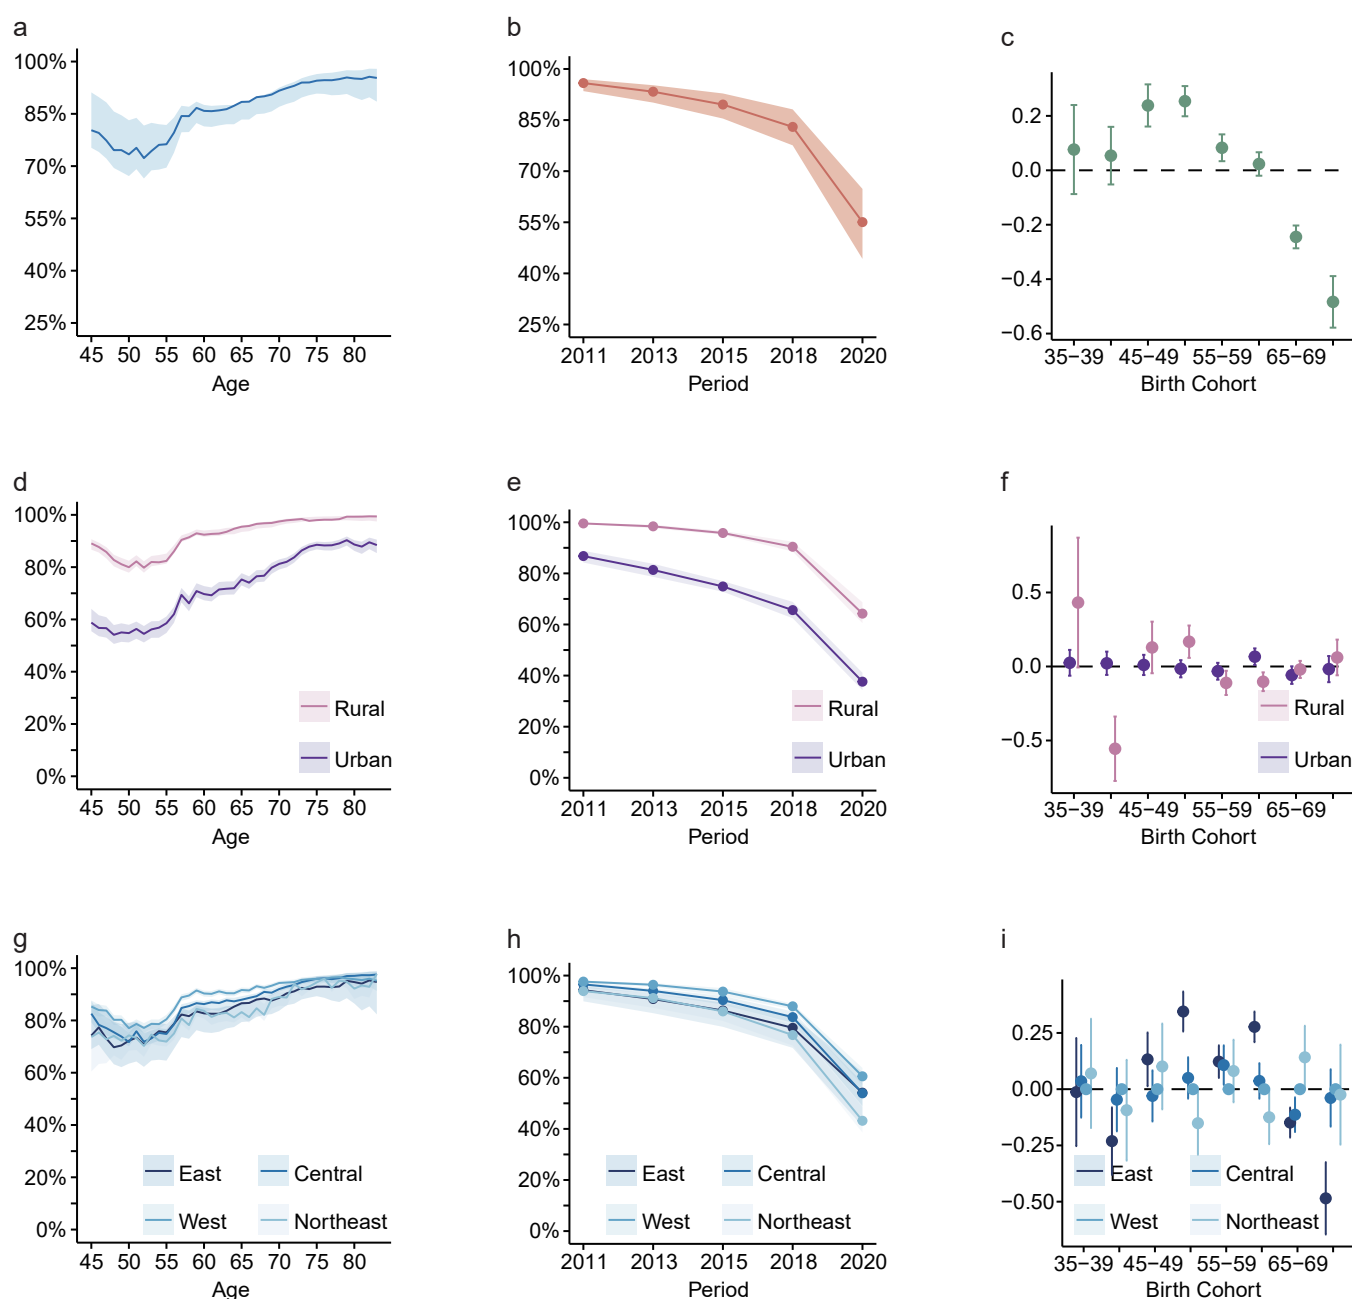 a
100%
85%
70%
55%
40%
25%
45 50 55 60 65 70 75 80
Age
b
100%
85%
70%
55%
40%
25%
2011 2013 2015 2018 2020
Period
c
0.2
0.0
−0.2
−0.4
−0.6
35−39 45−49 55−59 65−69
Birth Cohort
d
100%
80%
60%
40%
20%
0%
Rural
Urban
45 50 55 60 65 70 75 80
Age
e
100%
80%
60%
40%
20%
0%
Rural
Urban
2011 2013 2015 2018 2020
Period
f
0.5
0.0
−0.5
Rural
Urban
35−39 45−49 55−59 65−69
Birth Cohort
g
100%
80%
60%
40%
20%
0%
East Central
West Northeast
45 50 55 60 65 70 75 80
Age
h
100%
80%
60%
40%
20%
0%
East Central
West Northeast
2011 2013 2015 2018 2020
Period
i
0.25
0.00
−0.25
−0.50
East Central
West Northeast
35−39 45−49 55−59 65−69
Birth Cohort